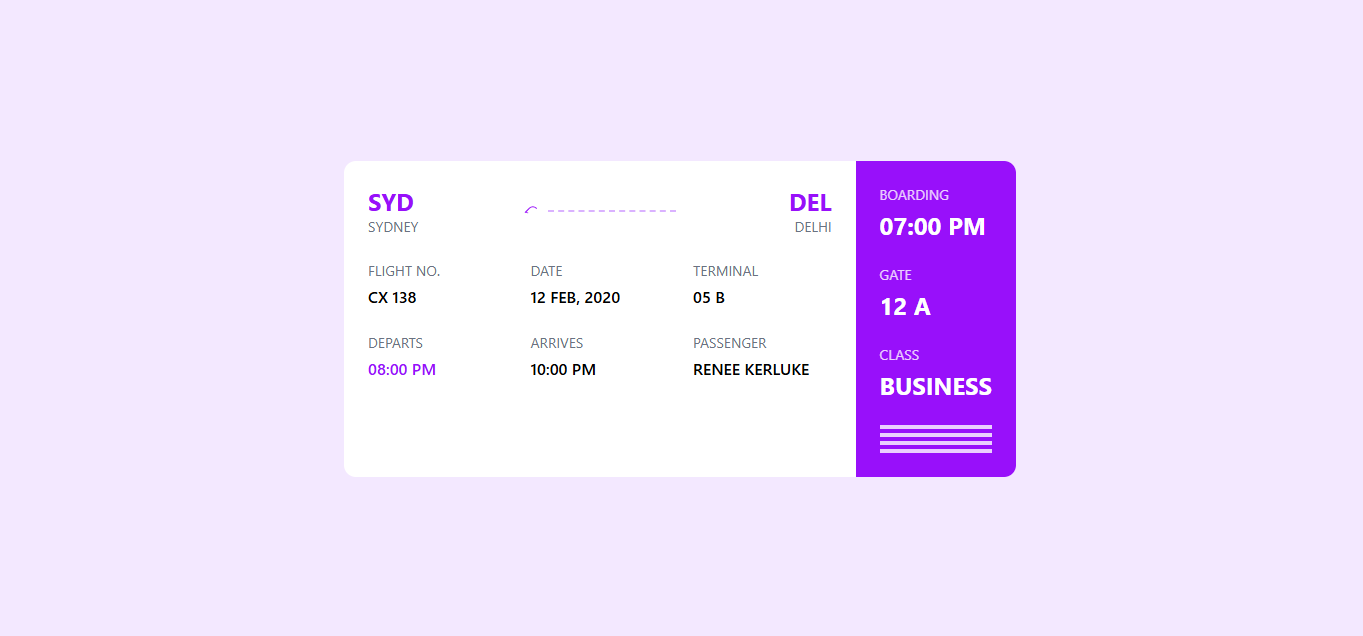 SYD
SYDNEY
DEL
DELHI
FLIGHT NO.
CX 138
DATE
12 FEB, 2020
TERMINAL
05 B
DEPARTS
08:00 PM
ARRIVES
10:00 PM
PASSENGER
RENEE KERLUKE
BOARDING
07:00 PM
GATE
12 A
CLASS
BUSINESS